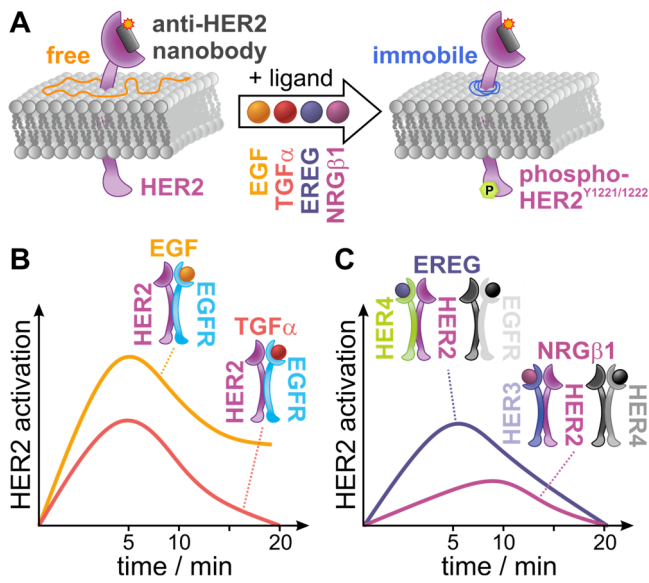 A
free
anti-HER2
nanobody
+ ligand
immobile
EGF
TGFα
EREG
NRGβ1
HER2
P
phospho-
HER2Y1221/1222
B
EGF
HER2
EGFR
TGFα
HER2
EGFR
HER2 activation
5
10
20
time / min
C
EREG
HER4
HER2
EGFR
NRGβ1
HER3
HER2
HER4
HER2 activation
5
10
20
time / min